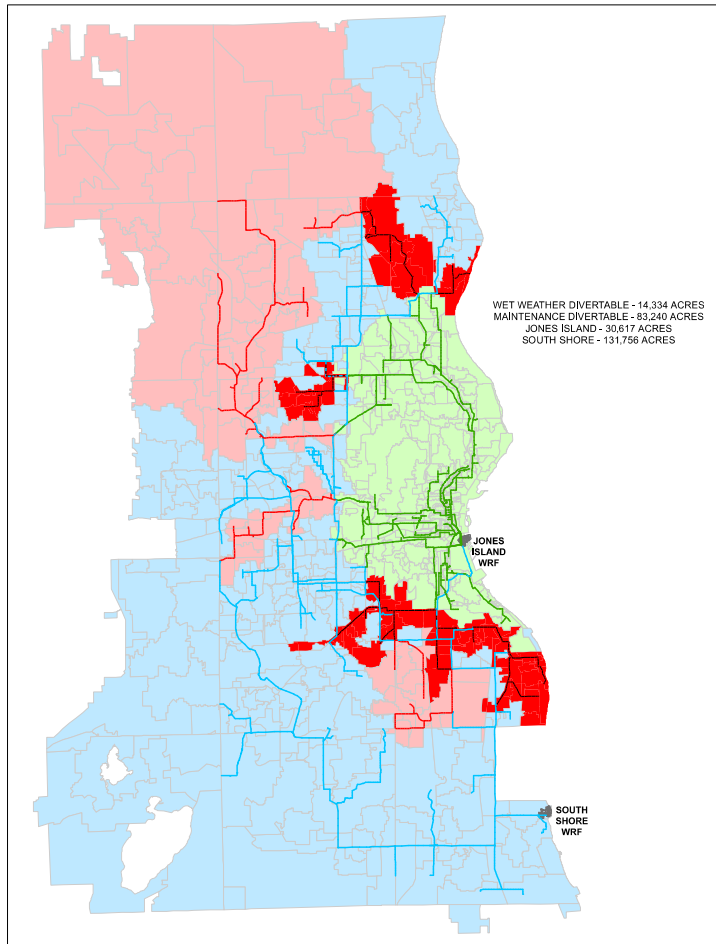 WET WEATHER DIVERTABLE - 14,334 ACRES
MAINTENANCE DIVERTABLE - 83,240 ACRES
JONES ISLAND - 30,617 ACRES
SOUTH SHORE - 131,756 ACRES
JONES
ISLAND
WRF
SOUTH
SHORE
WRF